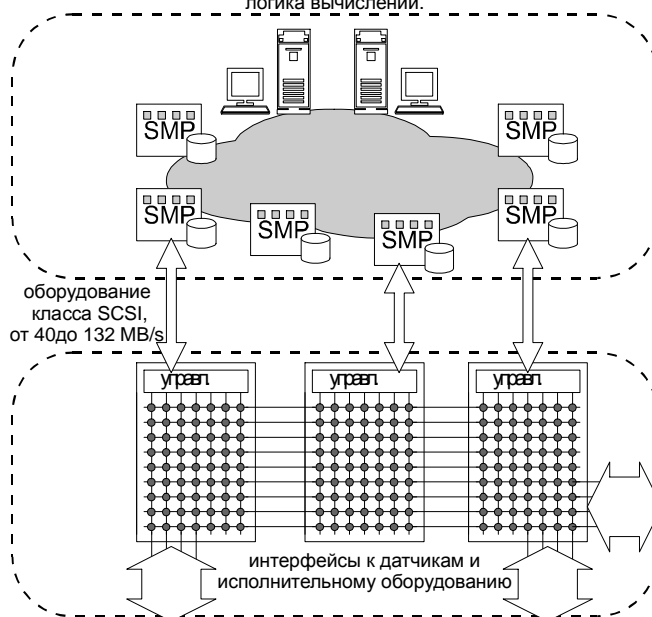 логика вычислений.
SMP
SMP
SMP
SMP
SMP
SMP
оборудование
класса SCSI,
от 40до 132 MB/s
управл.
управл.
управл.
интерфейсы к датчикам и
исполнительному оборудованию